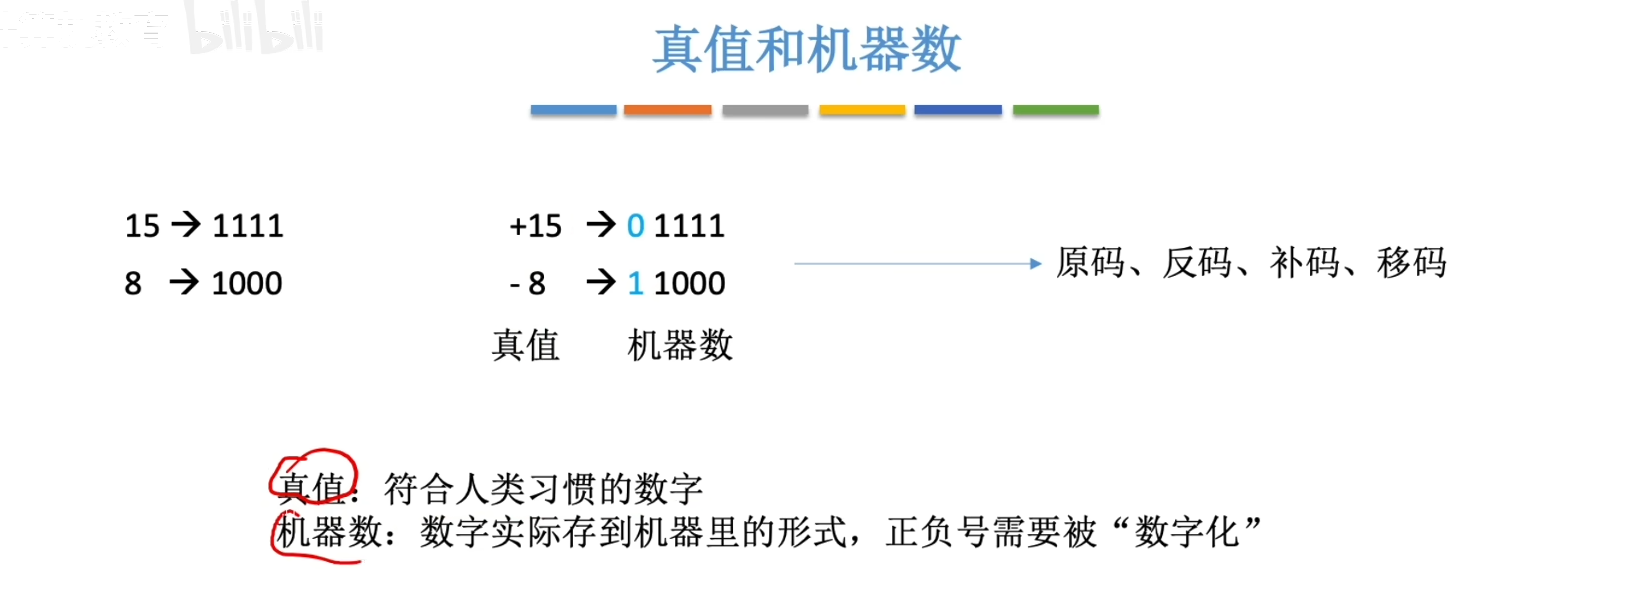 bilibili
真值和机器数
15 → 1111
8 → 1000
+15 → 0 1111
- 8 → 1 1000
真值 机器数
原码、反码、补码、移码
真值：符合人类习惯的数字
机器数：数字实际存到机器里的形式，正负号需要被“数字化”